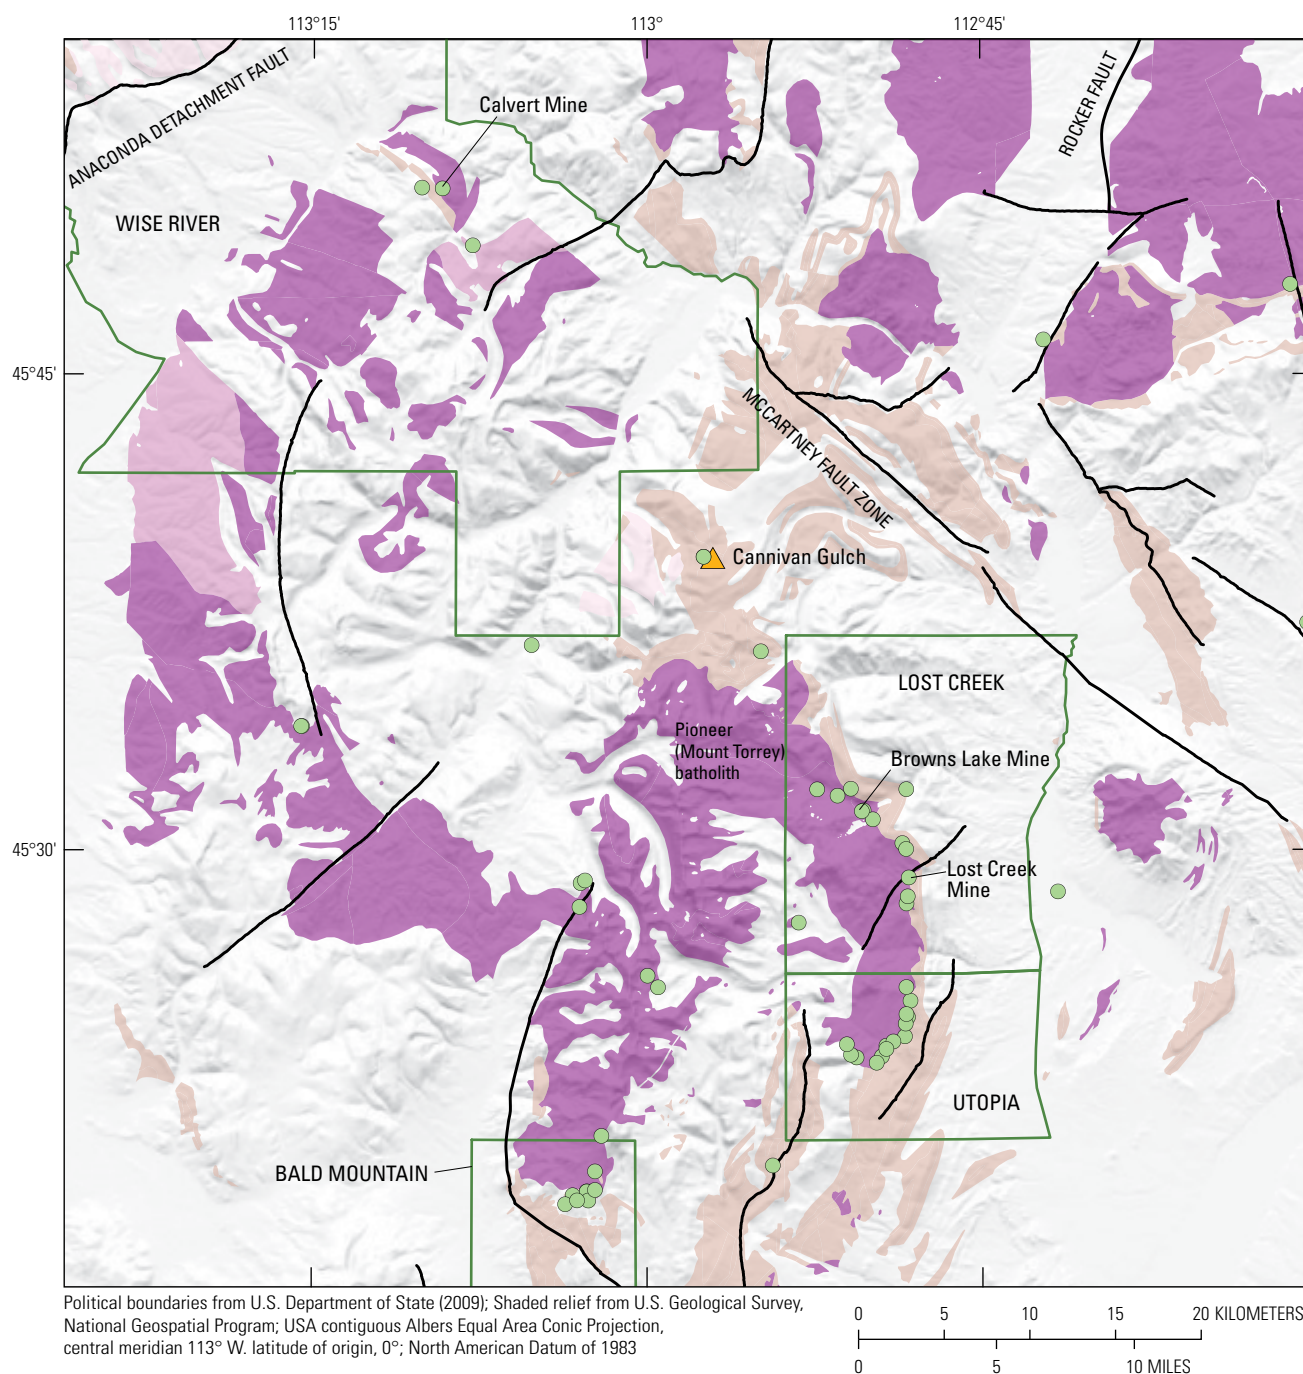 113°15'
113°
112°45'
ANACONDA DETACHMENT FAULT
Calvert Mine
ROCKER FAULT
WISE RIVER
45°45'
MCCARTNEY FAULT ZONE
Cannivan Gulch
LOST CREEK
Pioneer
(Mount Torrey)
batholith
Browns Lake Mine
45°30'
Lost Creek
Mine
UTOPIA
BALD MOUNTAIN
Political boundaries from U.S. Department of State (2009); Shaded relief from U.S. Geological Survey,
National Geospatial Program; USA contiguous Albers Equal Area Conic Projection,
central meridian 113° W. latitude of origin, 0°; North American Datum of 1983
0 5 10 15 20 KILOMETERS
0 5 10 MILES